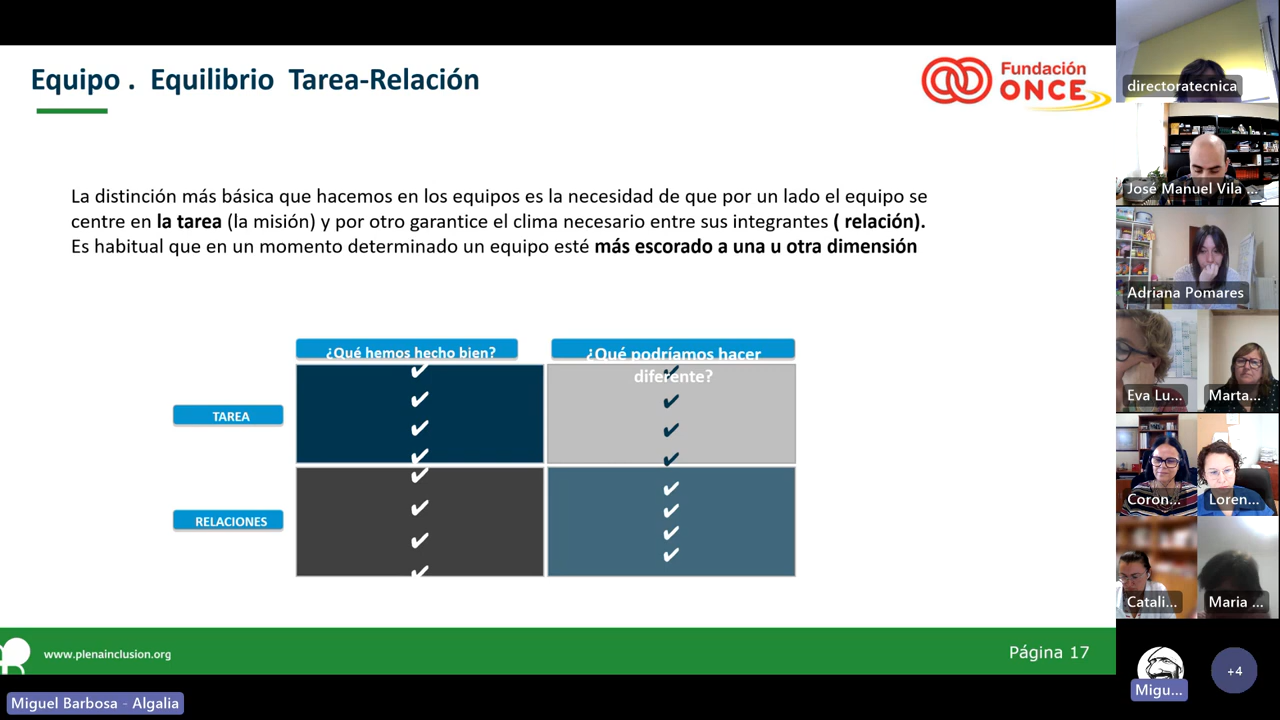 Equipo . Equilibrio Tarea-Relación
Fundación
ONCE
La distinción más básica que hacemos en los equipos es la necesidad de que por un lado el equipo se
centre en la tarea (la misión) y por otro garantice el clima necesario entre sus integrantes ( relación).
Es habitual que en un momento determinado un equipo esté más escorado a una u otra dimensión
¿Qué hemos hecho bien?
¿Qué podríamos hacer
diferente?
TAREA
RELACIONES
www.plenainclusion.org
Página 17
Miguel Barbosa - Algalia
directoratecnica
José Manuel Vila ...
Adriana Pomares
Eva Lu...
Marta...
Coron...
Loren...
Catali...
Maria ...
Migu...
+4